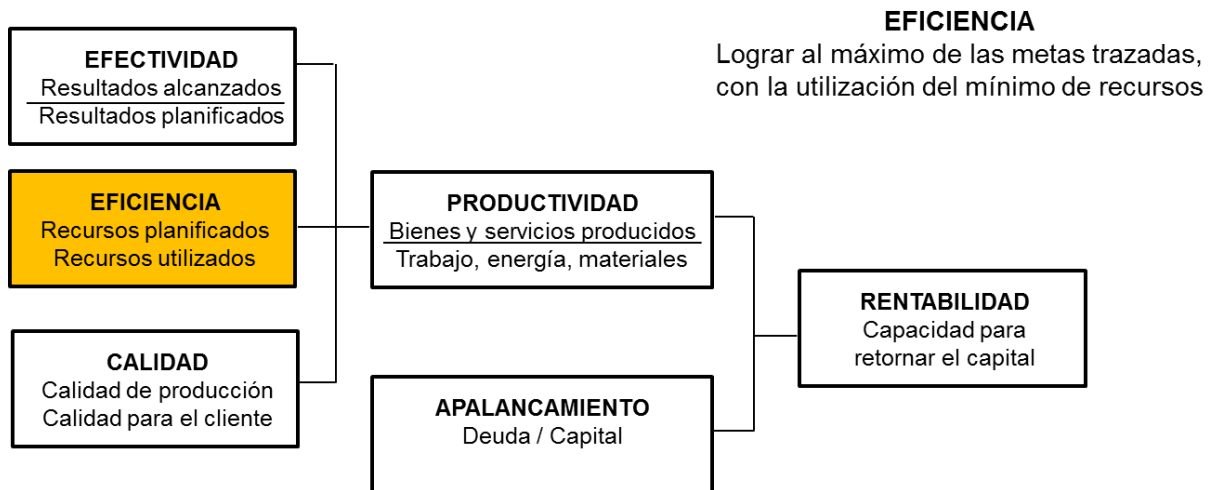 EFICIENCIA
Lograr al máximo de las metas trazadas,
con la utilización del mínimo de recursos
EFECTIVIDAD
Resultados alcanzados
Resultados planificados
EFICIENCIA
Recursos planificados
Recursos utilizados
CALIDAD
Calidad de producción
Calidad para el cliente
PRODUCTIVIDAD
Bienes y servicios producidos
Trabajo, energía, materiales
APALANCAMIENTO
Deuda / Capital
RENTABILIDAD
Capacidad para
retornar el capital